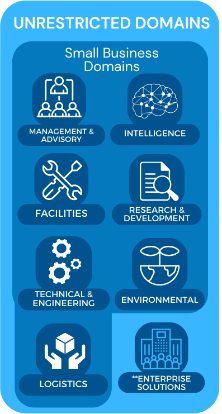 UNRESTRICTED DOMAINS
Small Business
Domains
MANAGEMENT &
ADVISORY
INTELLIGENCE
FACILITIES
RESEARCH &
DEVELOPMENT
TECHNICAL &
ENGINEERING
ENVIRONMENTAL
LOGISTICS
**ENTERPRISE
SOLUTIONS